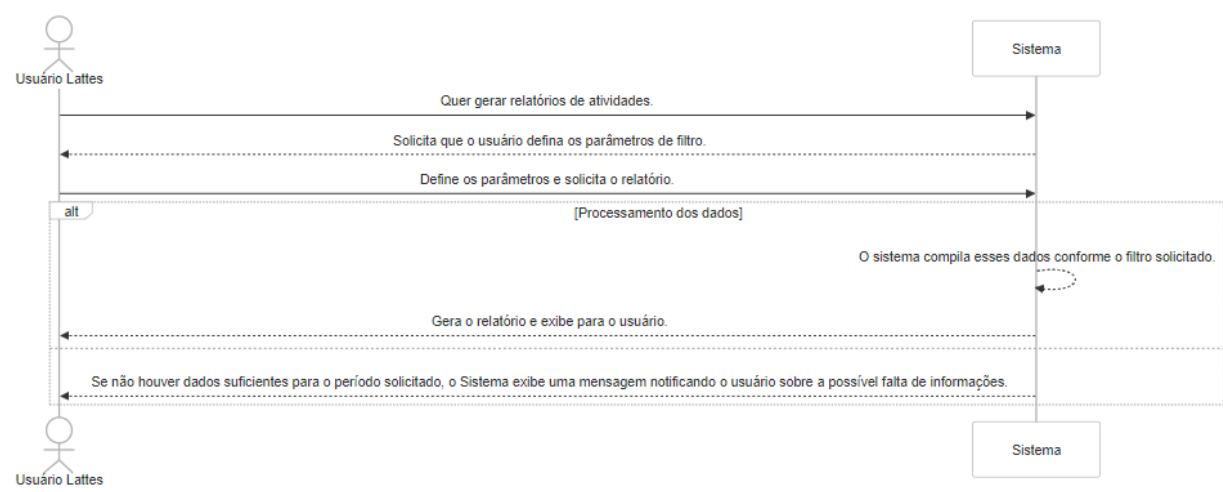 Usuário Lattes
Sistema
Quer gerar relatórios de atividades.
Solicita que o usuário defina os parâmetros de filtro.
Define os parâmetros e solicita o relatório.
alt
[Processamento dos dados]
O sistema compila esses dados conforme o filtro solicitado.
Gera o relatório e exibe para o usuário.
Se não houver dados suficientes para o período solicitado, o Sistema exibe uma mensagem notificando o usuário sobre a possível falta de informações.
Usuário Lattes
Sistema